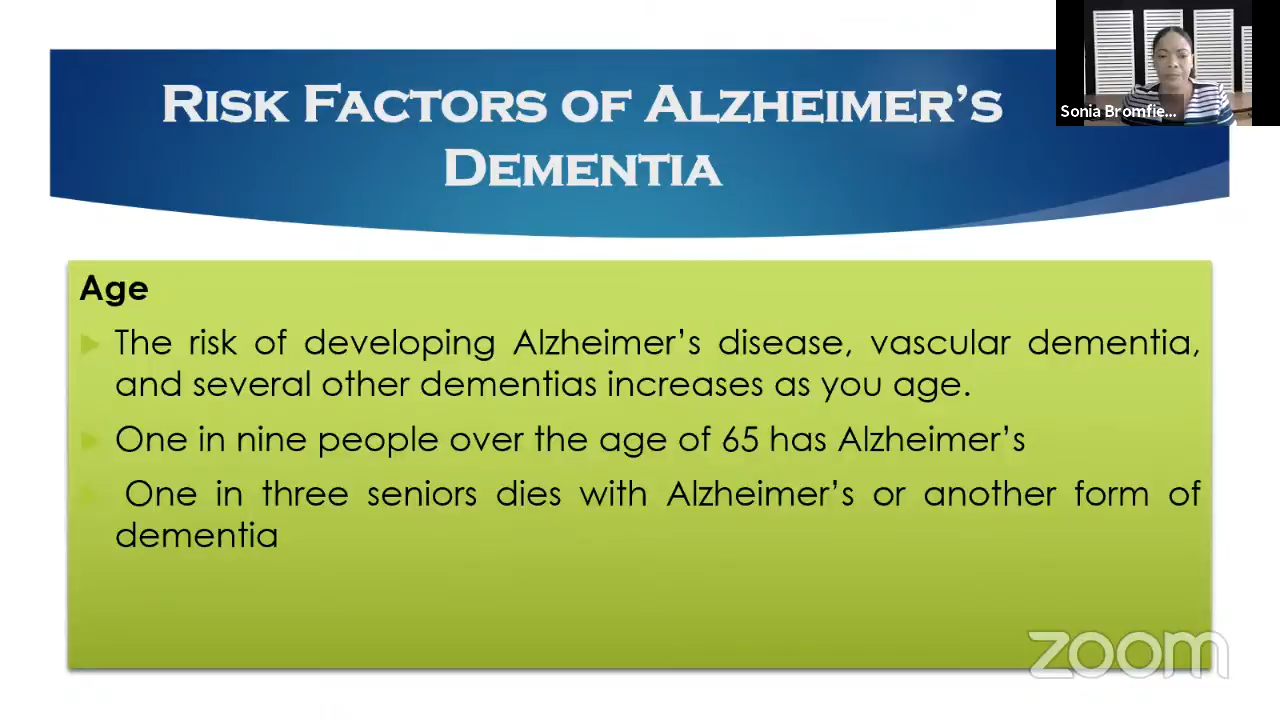 RISK FACTORS OF ALZHEIMER'S
DEMENTIA
Sonia Bromfie...
Age
The risk of developing Alzheimer's disease, vascular dementia,
and several other dementias increases as you age.
One in nine people over the age of 65 has Alzheimer's
One in three seniors dies with Alzheimer's or another form of
dementia
zoom